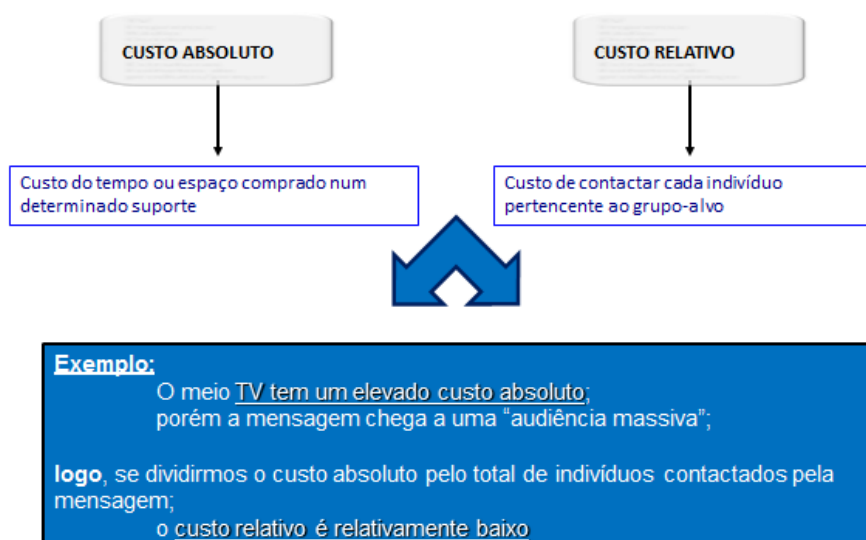 CUSTO ABSOLUTO
CUSTO RELATIVO
Custo do tempo ou espaço comprado num
determinado suporte
Custo de contactar cada indivíduo
pertencente ao grupo-alvo
Exemplo:
O meio TV tem um elevado custo absoluto;
porém a mensagem chega a uma “audiência massiva”;
logo, se dividirmos o custo absoluto pelo total de indivíduos contactados pela
mensagem;
o custo relativo é relativamente baixo